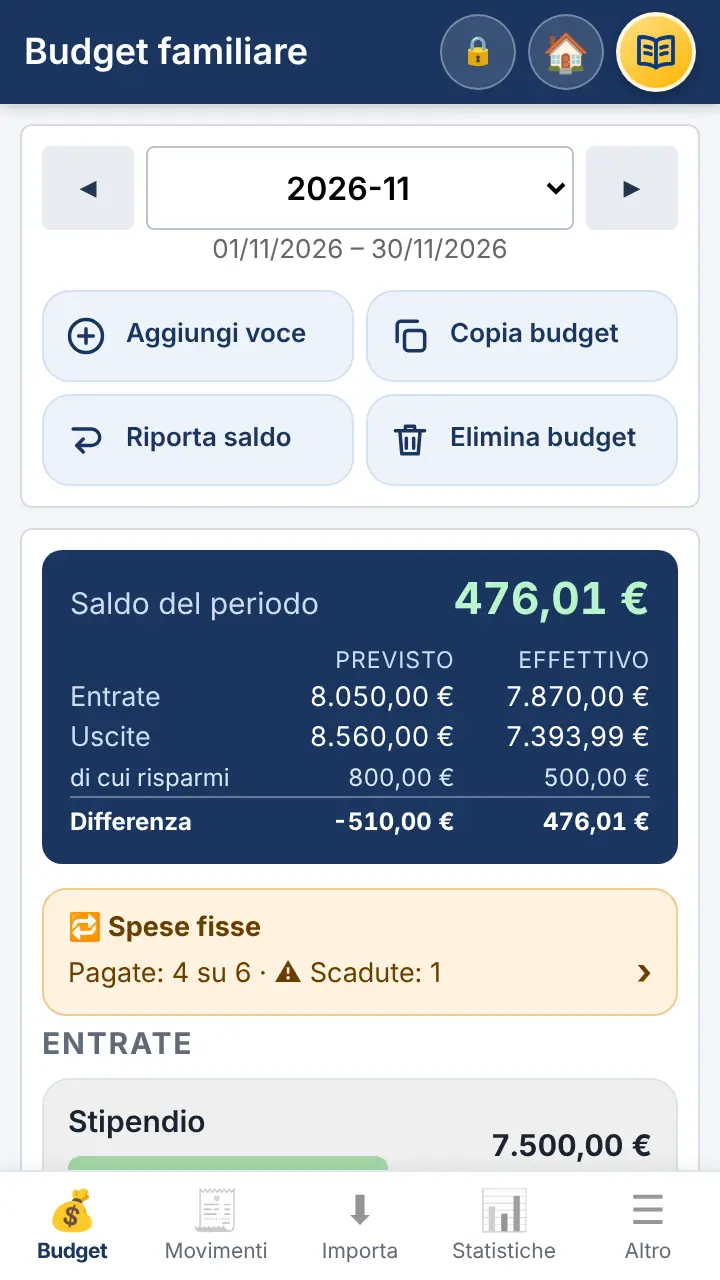 Budget familiare
◀ 2026-11 ▶
01/11/2026 – 30/11/2026
Aggiungi voce
Copia budget
Riporta saldo
Elimina budget
Saldo del periodo 476,01 €
PREVISTO EFFETTIVO
Entrate 8.050,00 € 7.870,00 €
Uscite 8.560,00 € 7.393,99 €
di cui risparmi 800,00 € 500,00 €
Differenza -510,00 € 476,01 €
🔁 Spese fisse
Pagate: 4 su 6 · ⚠ Scadute: 1 ›
ENTRATE
Stipendio
7.500,00 €
Budget Movimenti Importa Statistiche Altro